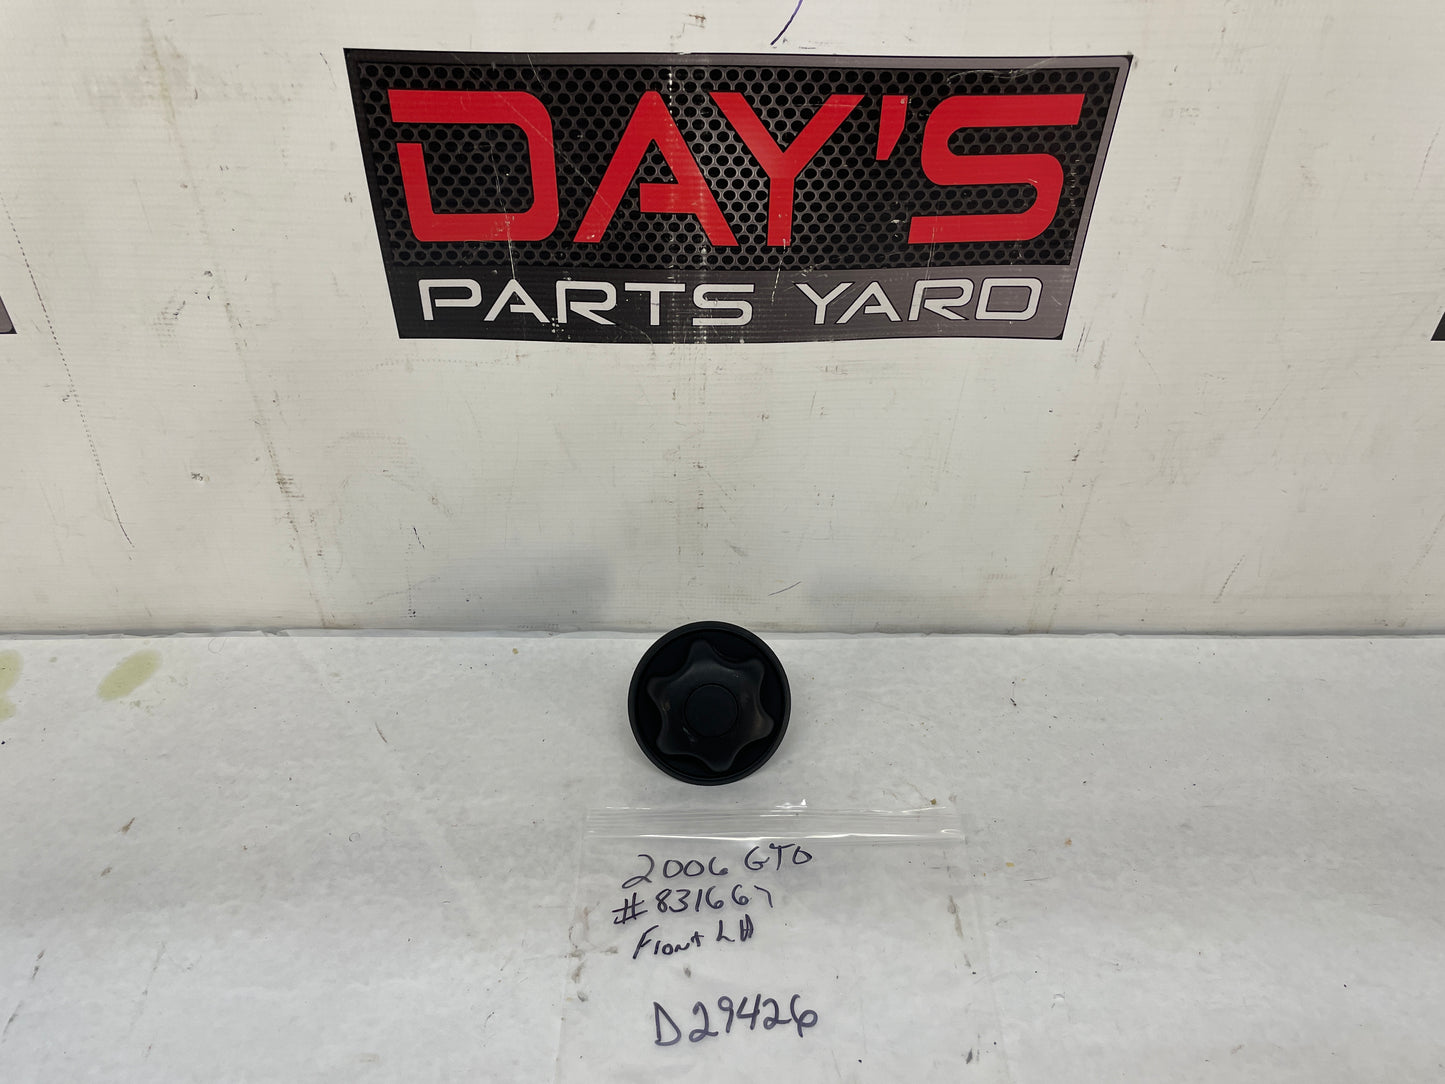 DAY'S
PARTS YARD
2006 GTO
#831667
Front LH
D29426